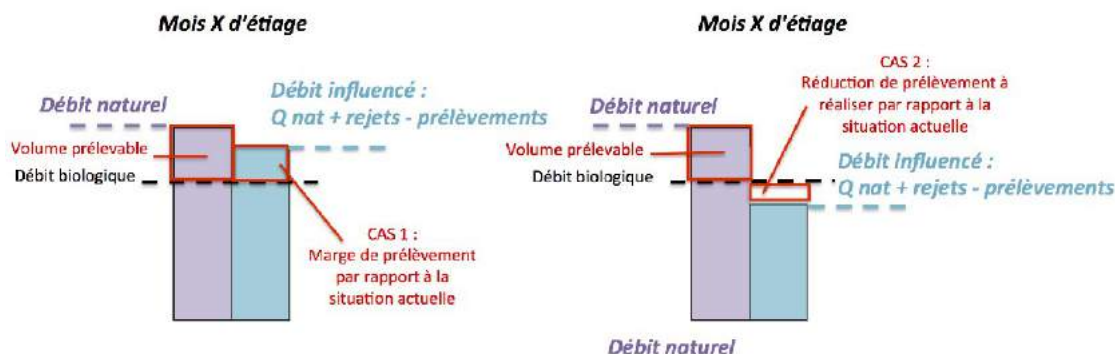 Mois X d'étiage
Débit naturel
Débit influencé :
Q nat + rejets - prélèvements
Volume prélevable
Débit biologique
CAS 1 :
Marge de prélèvement
par rapport à la
situation actuelle
Mois X d'étiage
CAS 2 :
Réduction de prélèvement à
réaliser par rapport à la
situation actuelle
Débit naturel
Volume prélevable
Débit biologique
Débit influencé :
Q nat + rejets - prélèvements
Débit naturel